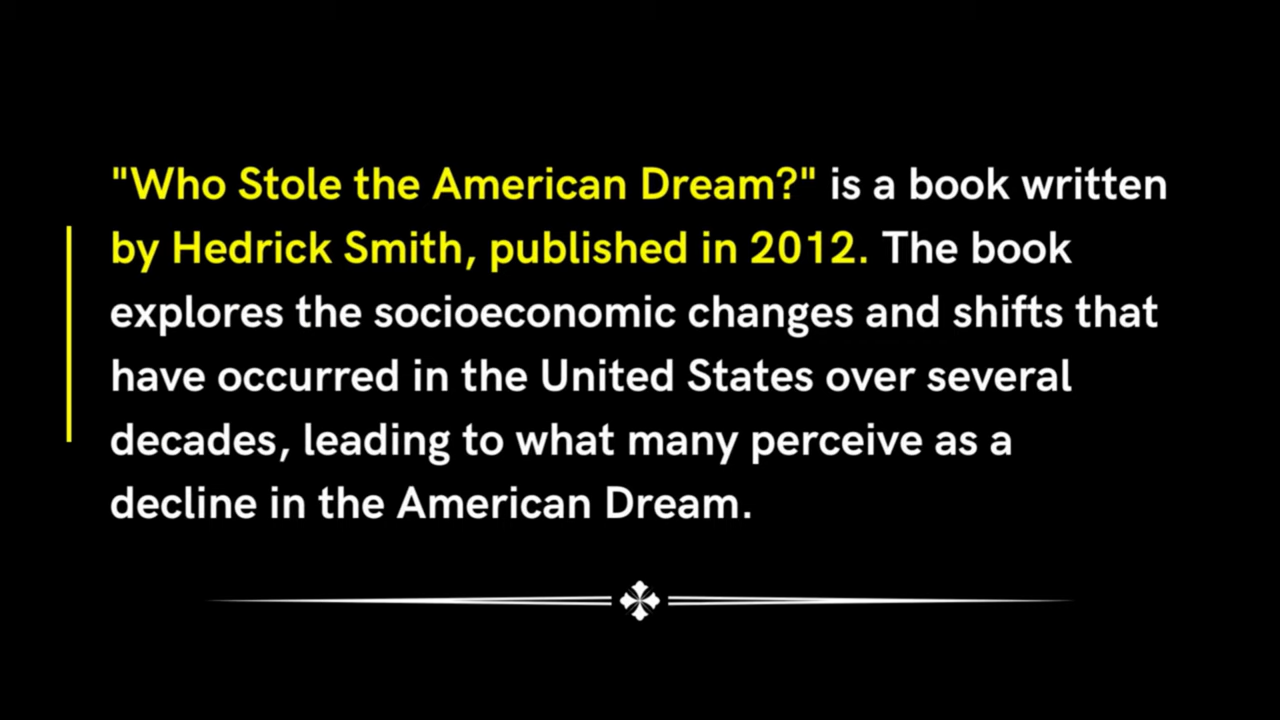 "Who Stole the American Dream?" is a book written
by Hedrick Smith, published in 2012. The book
explores the socioeconomic changes and shifts that
have occurred in the United States over several
decades, leading to what many perceive as a
decline in the American Dream.